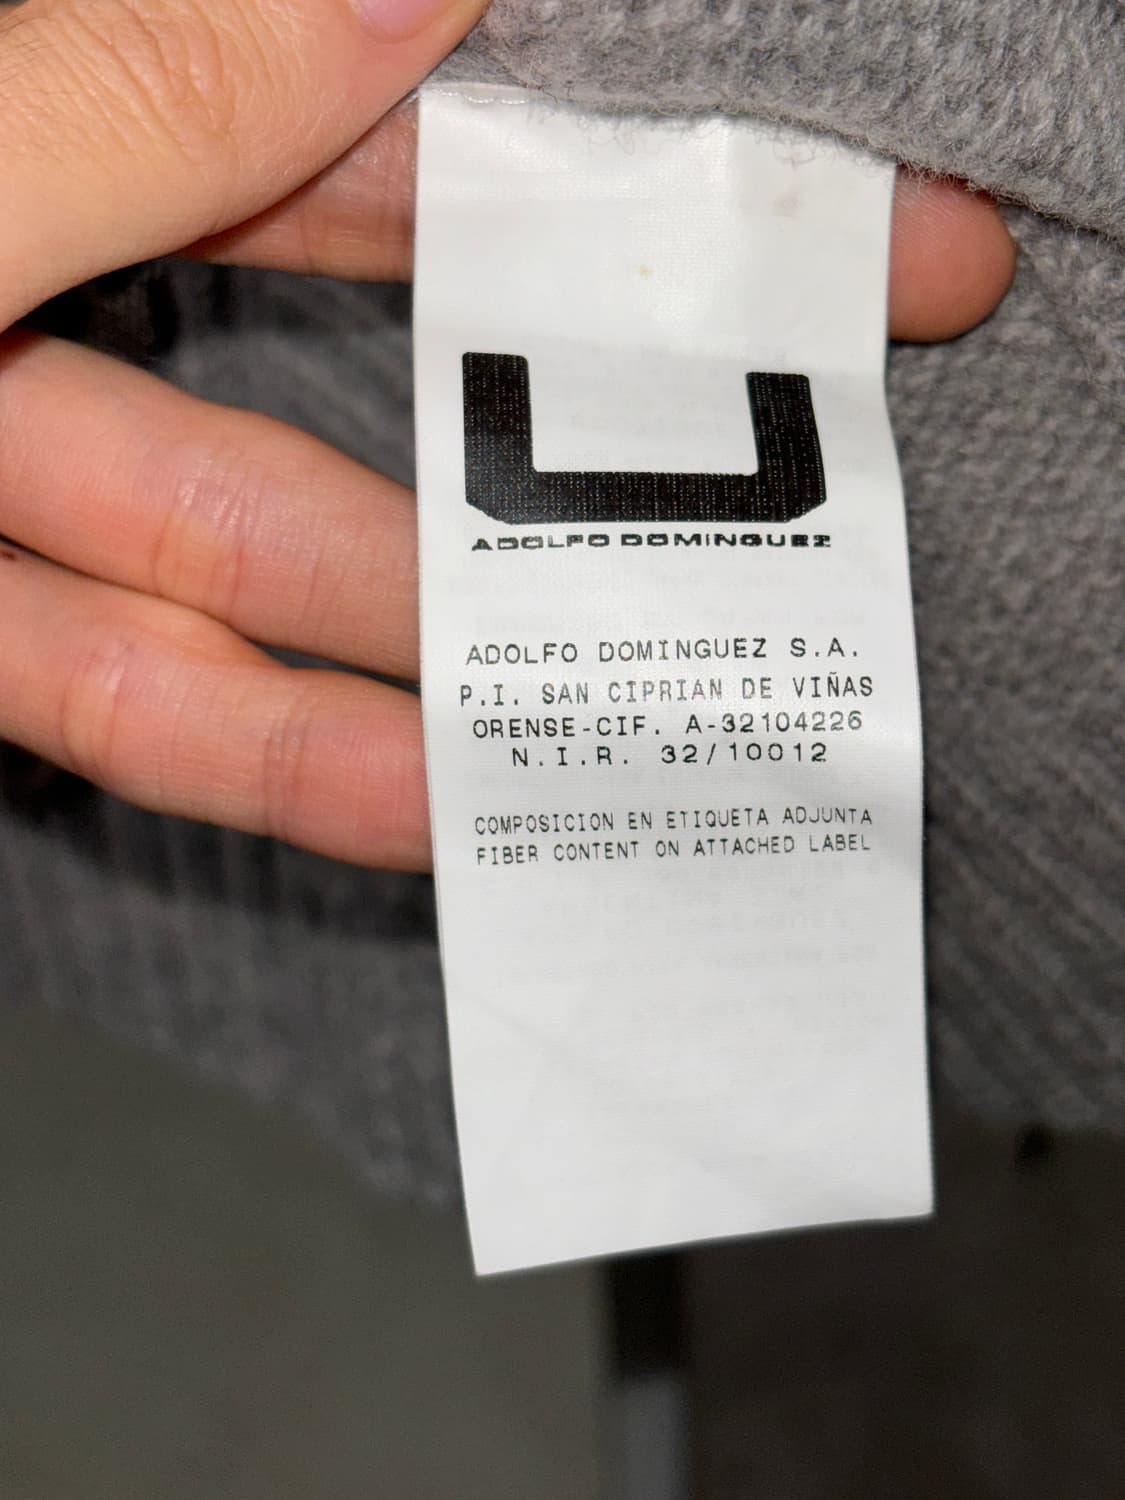 ADOLFO DOMINGUEZ
ADOLFO DOMINGUEZ S.A.
P.I. SAN CIPRIAN DE VIÑAS
ORENSE-CIF. A-32104226
N.I.R. 32/10012
COMPOSICION EN ETIQUETA ADJUNTA
FIBER CONTENT ON ATTACHED LABEL